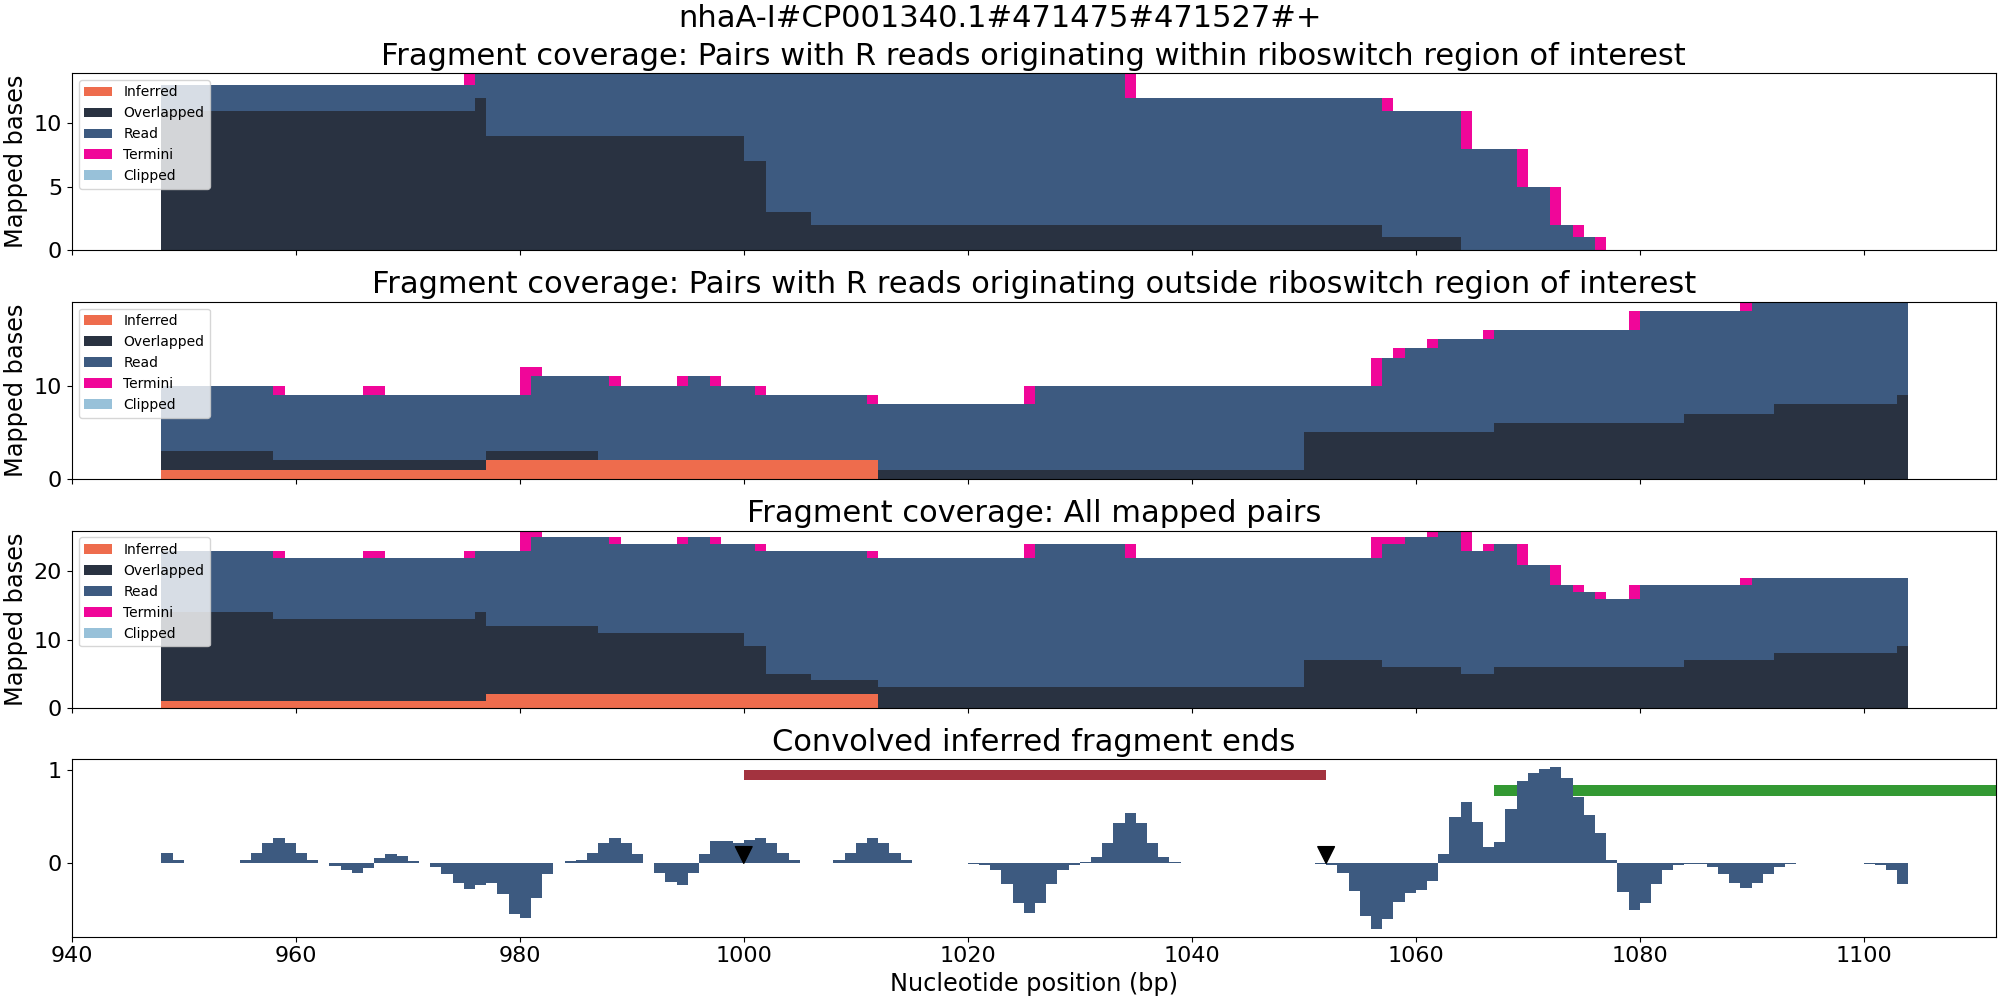 nhaA-I#CP001340.1#471475#471527#+
Fragment coverage: Pairs with R reads originating within riboswitch region of interest
Mapped bases
10
5
0
Inferred
Overlapped
Read
Termini
Clipped
Fragment coverage: Pairs with R reads originating outside riboswitch region of interest
Mapped bases
10
0
Inferred
Overlapped
Read
Termini
Clipped
Fragment coverage: All mapped pairs
Mapped bases
20
10
0
Inferred
Overlapped
Read
Termini
Clipped
Convolved inferred fragment ends
1
0
940 960 980 1000 1020 1040 1060 1080 1100
Nucleotide position (bp)